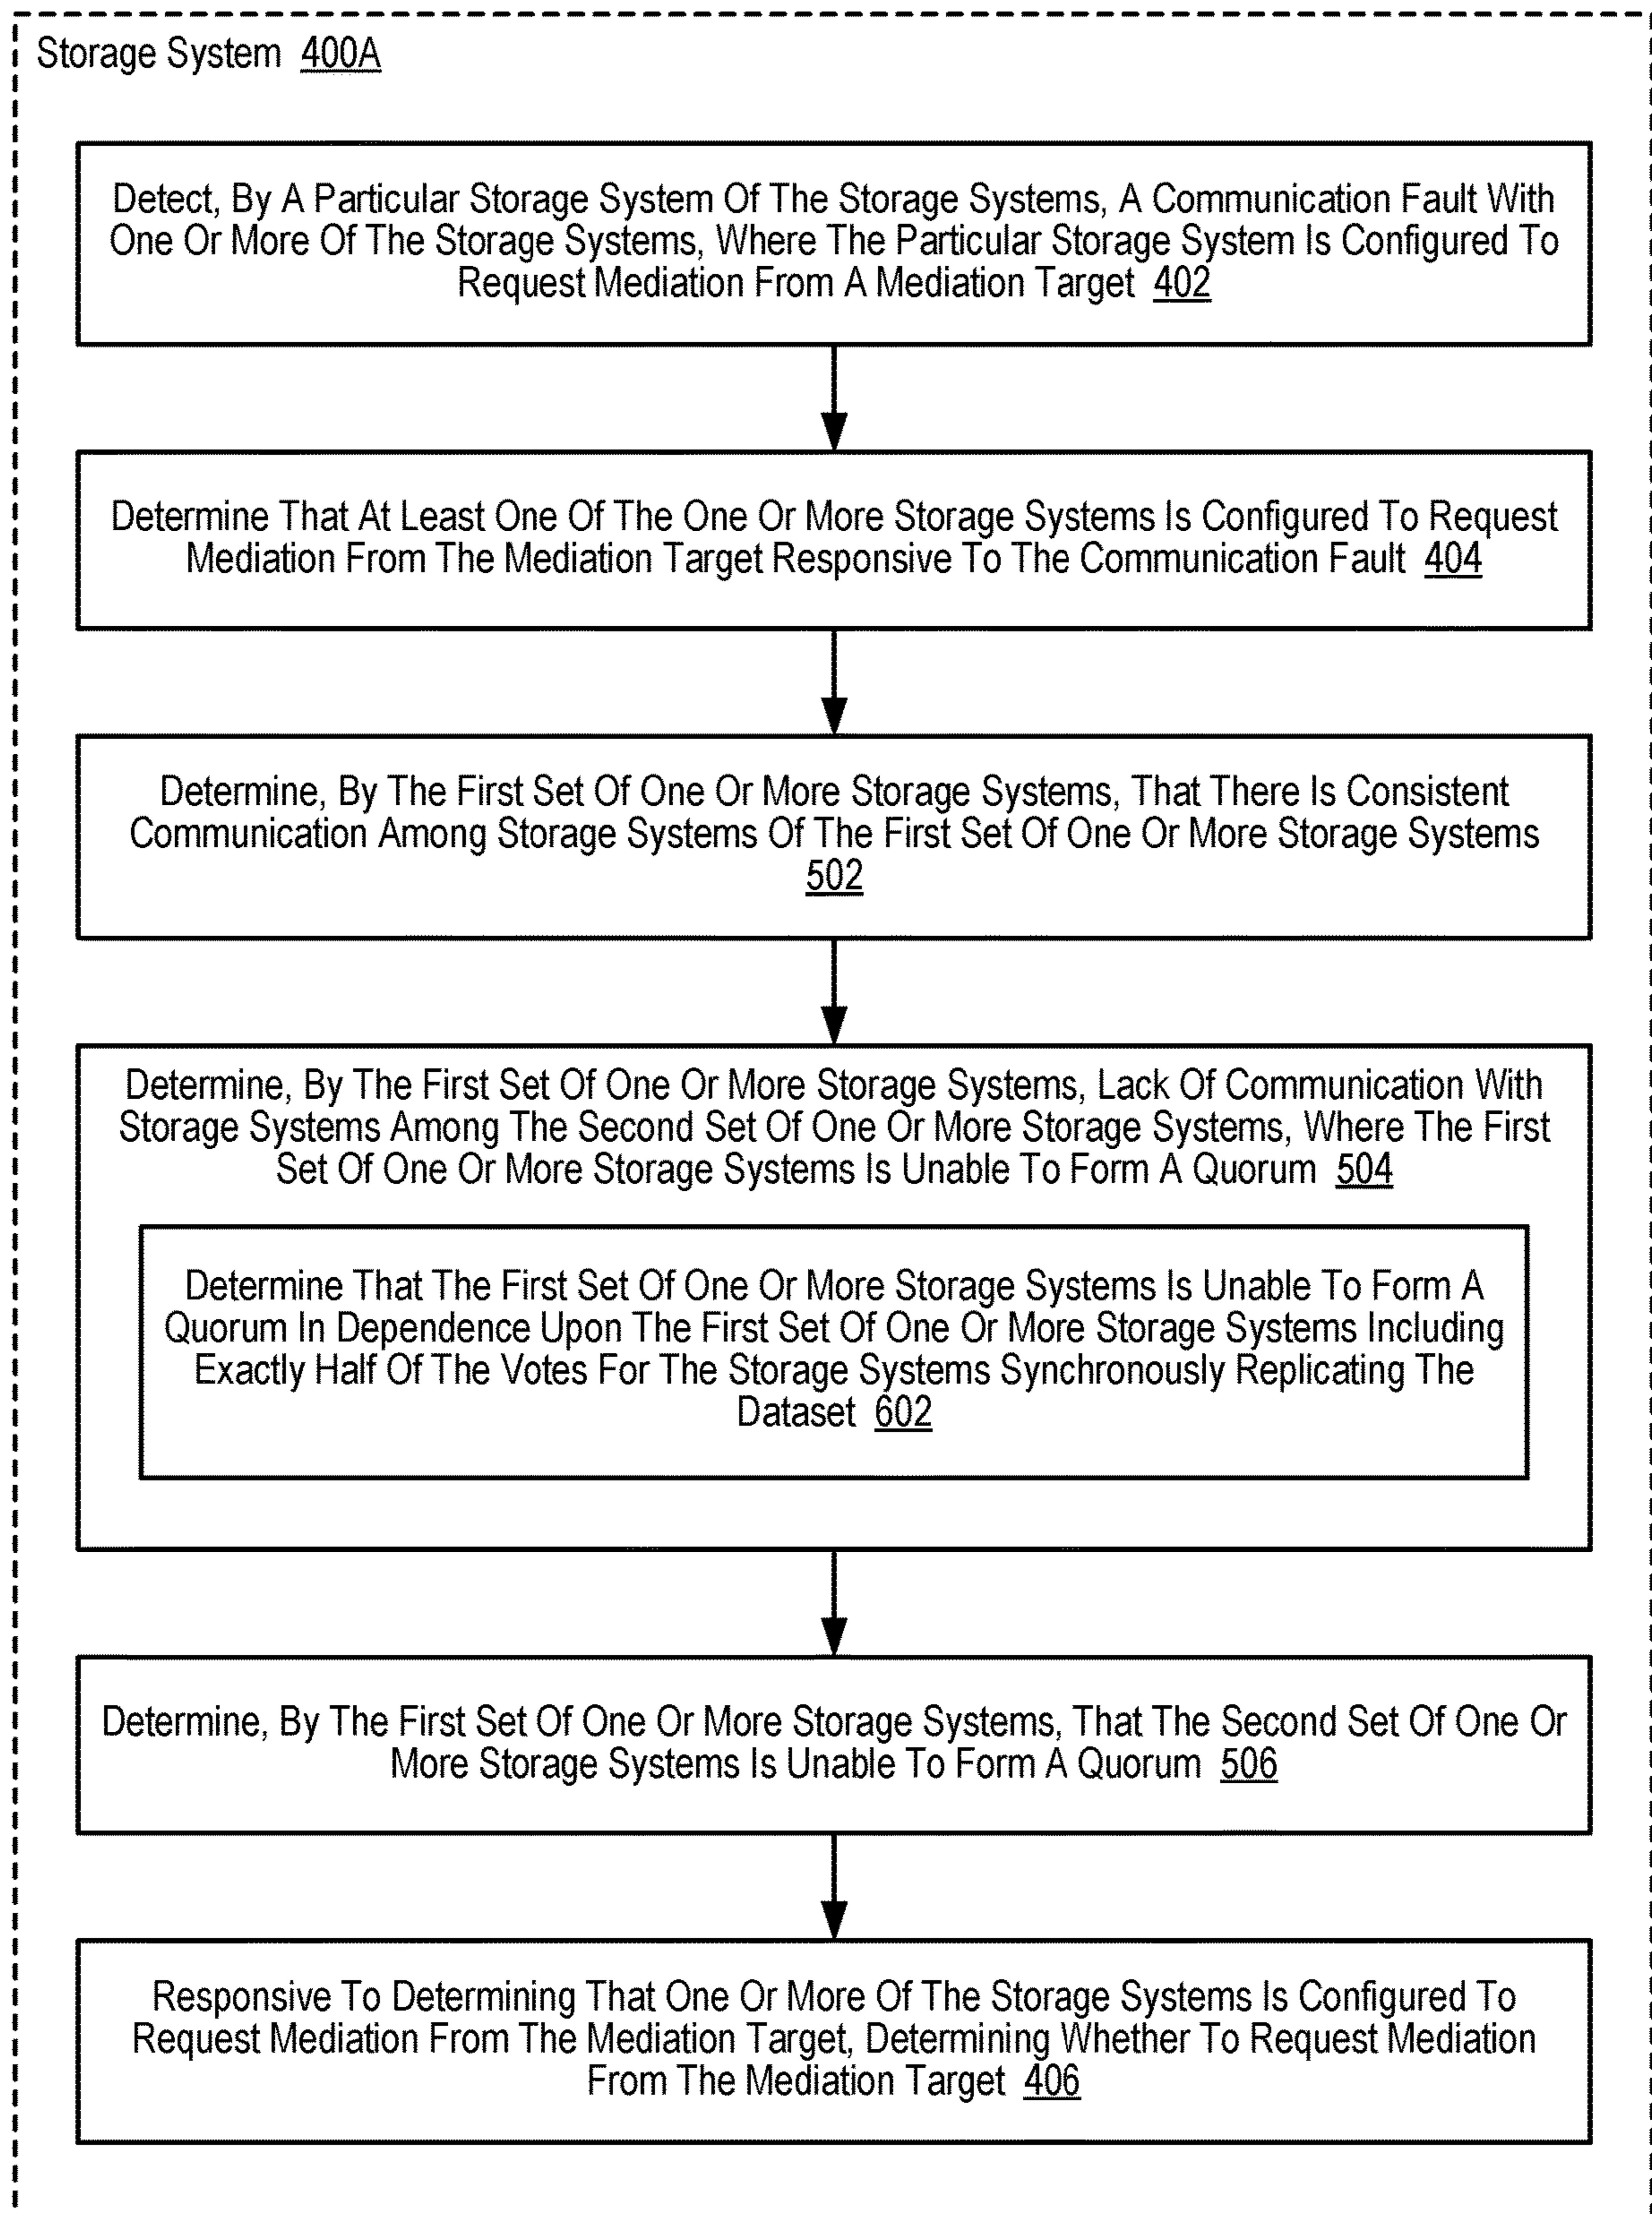 Storage System 400A
Detect, By A Particular Storage System Of The Storage Systems, A Communication Fault With
One Or More Of The Storage Systems, Where The Particular Storage System Is Configured To
Request Mediation From A Mediation Target 402
Determine That At Least One Of The One Or More Storage Systems Is Configured To Request
Mediation From The Mediation Target Responsive To The Communication Fault 404
Determine, By The First Set Of One Or More Storage Systems, That There Is Consistent
Communication Among Storage Systems Of The First Set Of One Or More Storage Systems
502
Determine, By The First Set Of One Or More Storage Systems, Lack Of Communication With
Storage Systems Among The Second Set Of One Or More Storage Systems, Where The First
Set Of One Or More Storage Systems Is Unable To Form A Quorum 504
Determine That The First Set Of One Or More Storage Systems Is Unable To Form A
Quorum In Dependence Upon The First Set Of One Or More Storage Systems Including
Exactly Half Of The Votes For The Storage Systems Synchronously Replicating The
Dataset 602
Determine, By The First Set Of One Or More Storage Systems, That The Second Set Of One Or
More Storage Systems Is Unable To Form A Quorum 506
Responsive To Determining That One Or More Of The Storage Systems Is Configured To
Request Mediation From The Mediation Target, Determining Whether To Request Mediation
From The Mediation Target 406